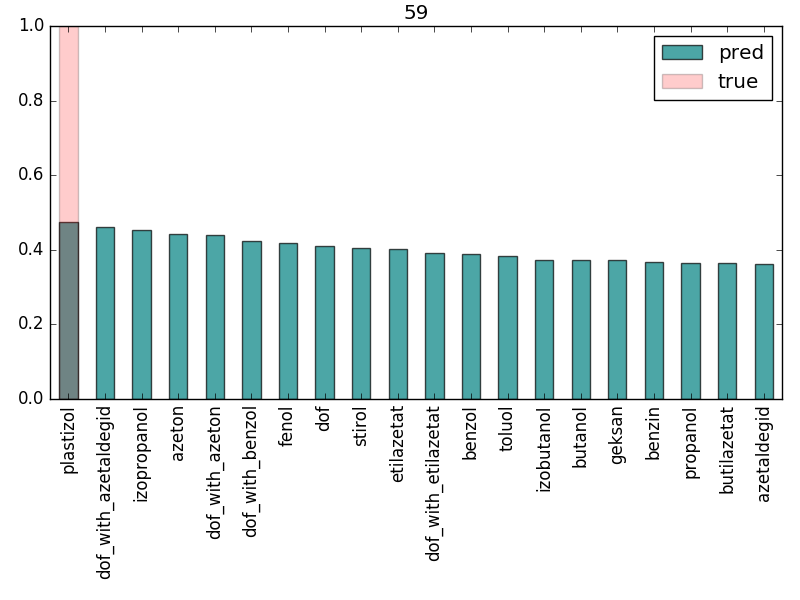 59
1.0
0.8
0.6
0.4
0.2
0.0
pred
true
plastizol
dof_with_azetaldegid
izopropanol
azeton
dof_with_azeton
dof_with_benzol
fenol
dof
stirol
etilazetat
dof_with_etilazetat
benzol
toluol
izobutanol
butanol
geksan
benzin
propanol
butilazetat
azetaldegid